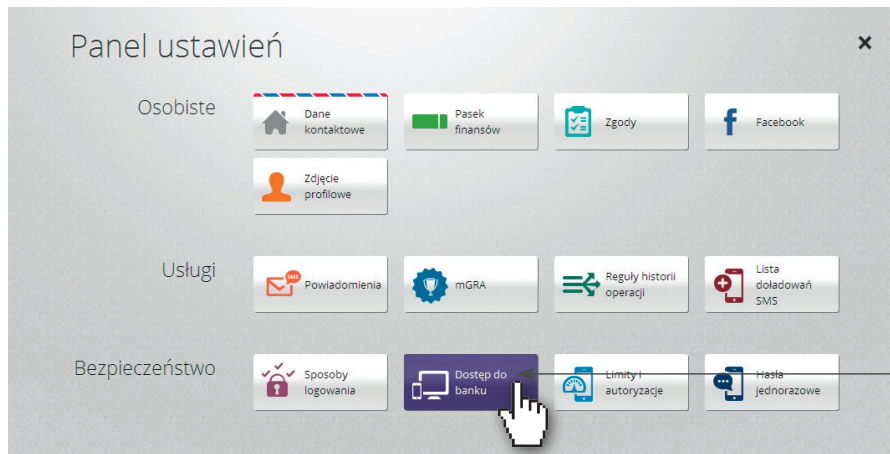 Panel ustawień
Osobiste
Dane
kontaktowe
Pasek
finansów
Zgody
f
Facebook
Zdjęcie
profilowe
Usługi
SMS
Powiadomienia
mGRA
Reguły historii
operacji
Lista
doładowań
SMS
Bezpieczeństwo
Sposoby
logowania
Dostęp do
banku
Limity i
autoryzacje
Hasła
jednorazowe